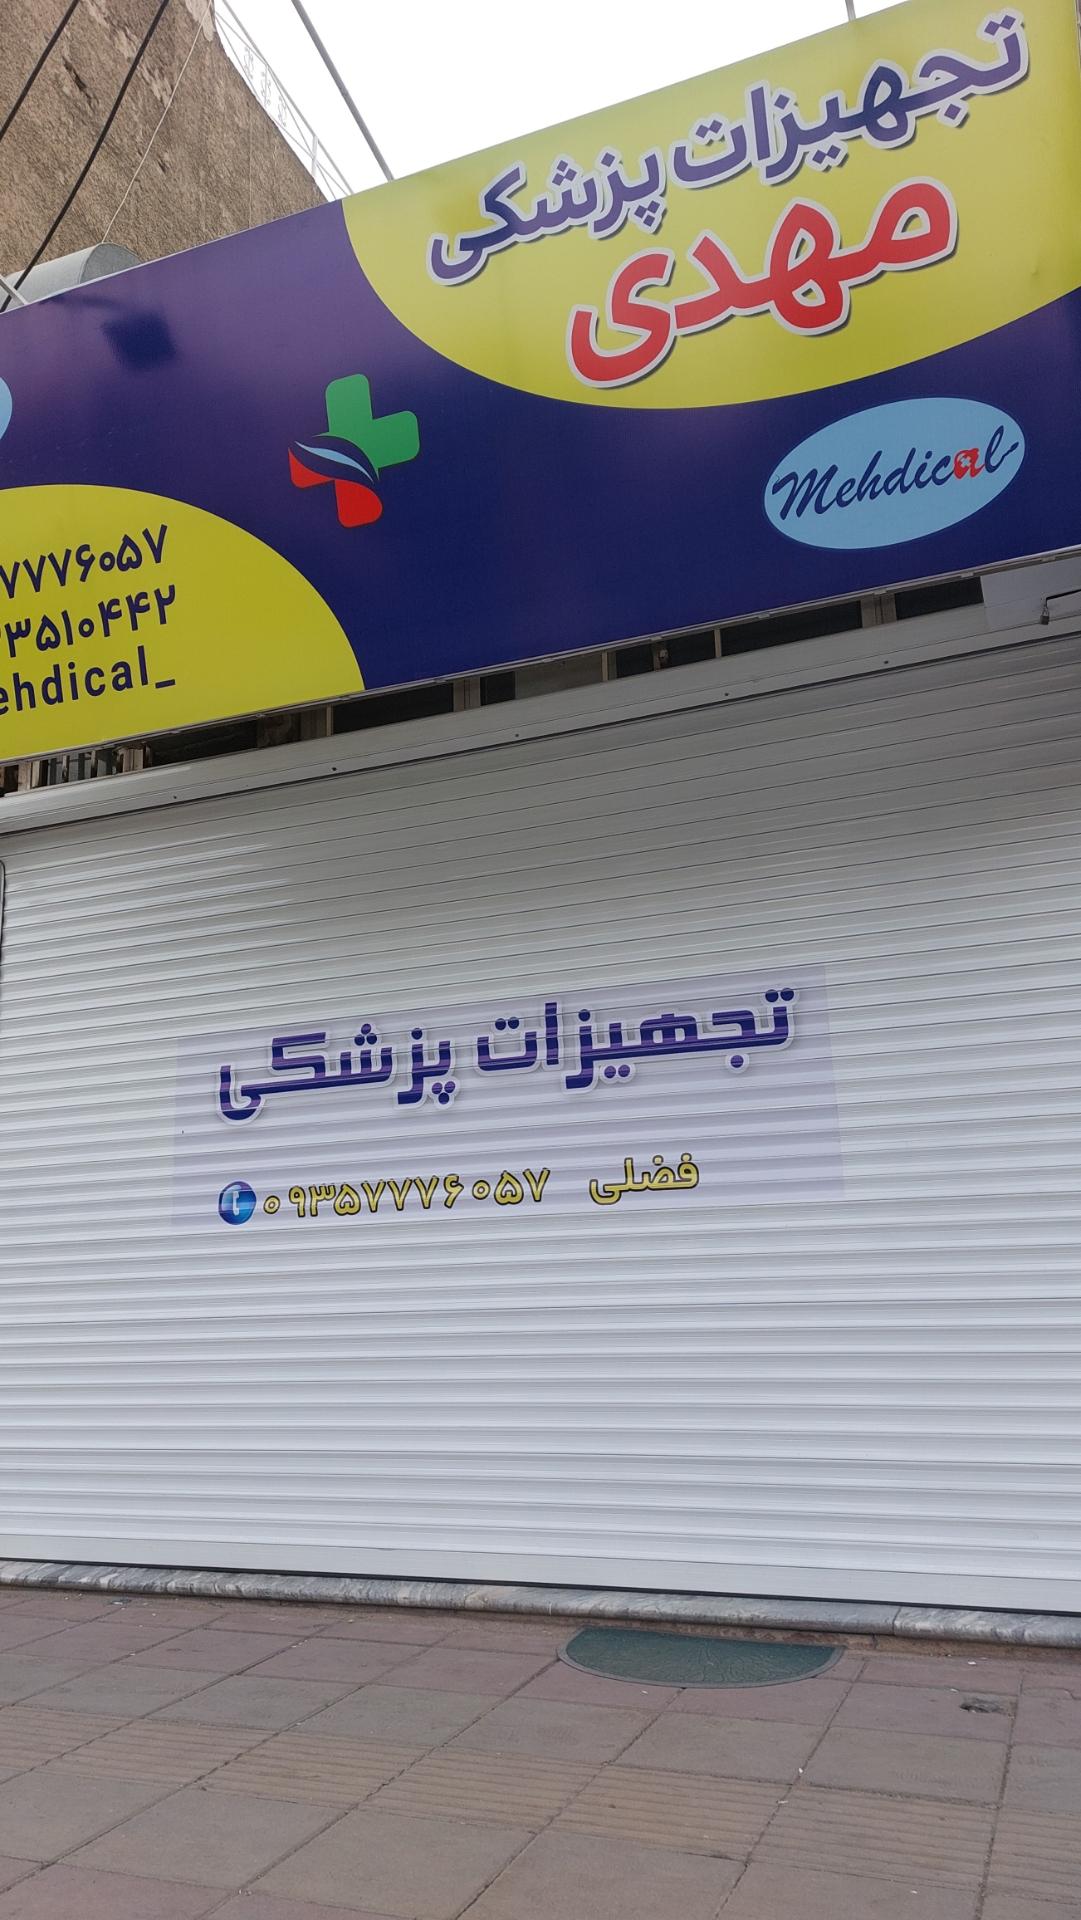 تجهیزات پزشکی
مهدی
Mehdical
۷۷۷۶۰۵۷
۳۵۱۰۴۴۲
ehdical_
تجهیزات پزشکی
فضلی ۰۹۳۵۷۷۷۶۰۵۷